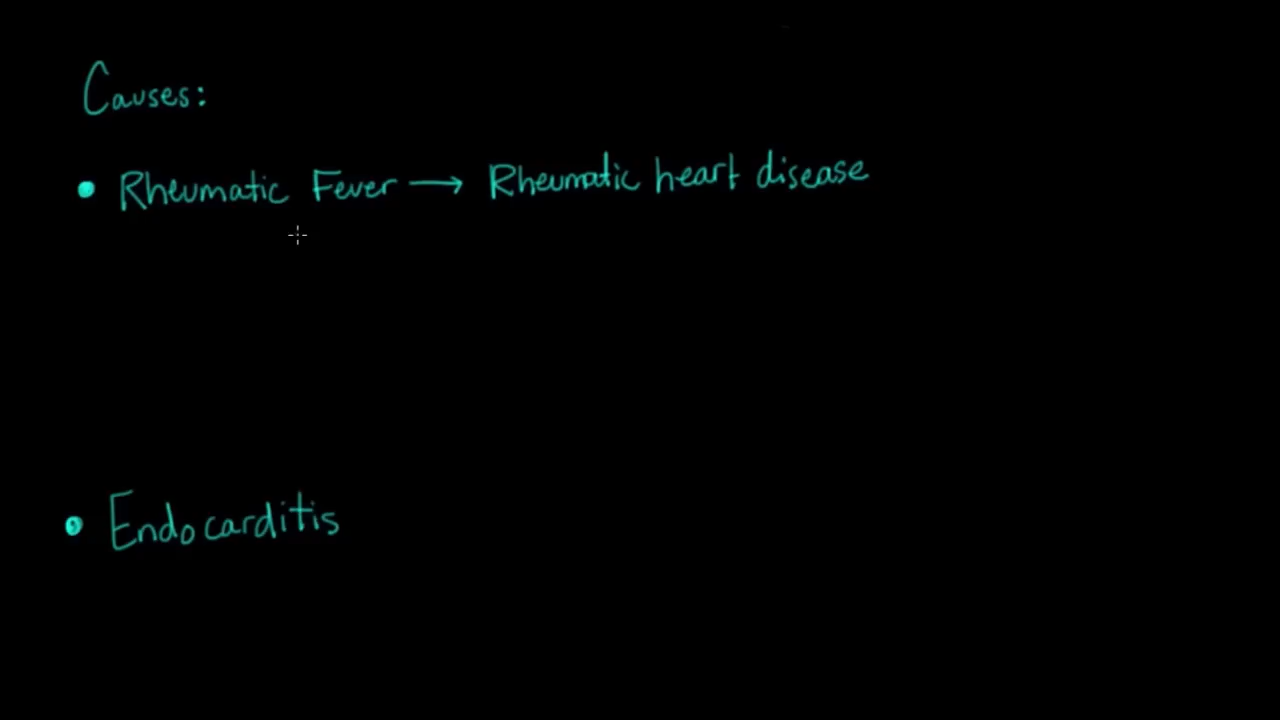 Causes:
• Rheumatic Fever → Rheumatic heart disease
• Endocarditis